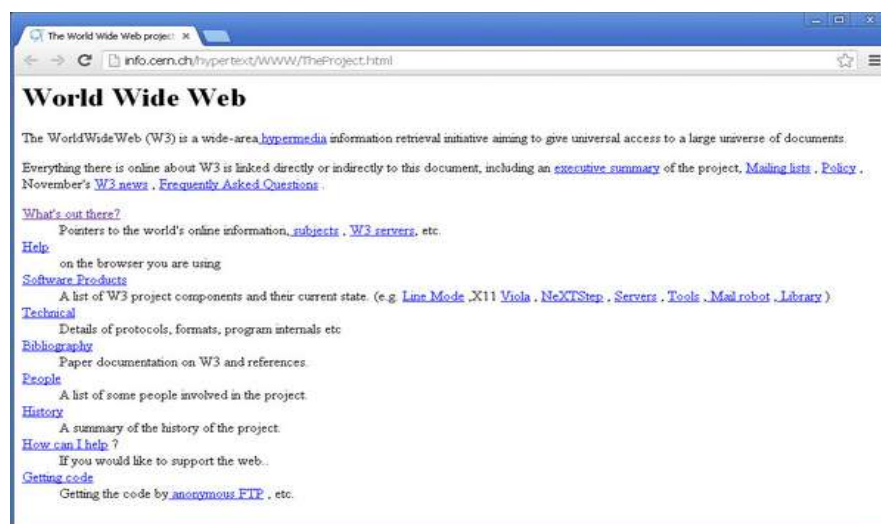 The World Wide Web projec
info.cern.ch/hypertext/WWW/TheProject.html
World Wide Web
The WorldWideWeb (W3) is a wide-area hypermedia information retrieval initiative aiming to give universal access to a large universe of documents.
Everything there is online about W3 is linked directly or indirectly to this document, including an executive summary of the project, Mailing lists , Policy ,
November's W3 news , Frequently Asked Questions .
What's out there?
Pointers to the world's online information, subjects , W3 servers, etc.
Help
on the browser you are using
Software Products
A list of W3 project components and their current state. (e.g. Line Mode ,X11 Viola , NeXTStep , Servers , Tools , Mail robot , Library )
Technical
Details of protocols, formats, program internals etc
Bibliography
Paper documentation on W3 and references.
People
A list of some people involved in the project.
History
A summary of the history of the project.
How can I help ?
If you would like to support the web..
Getting code
Getting the code by anonymous FTP , etc.